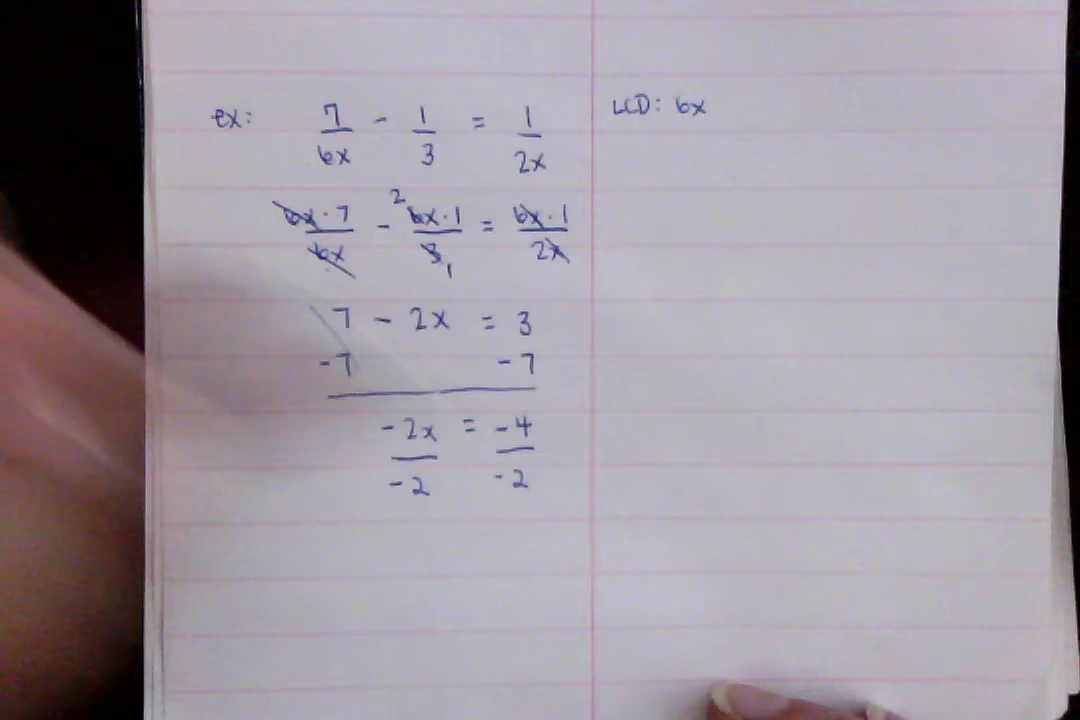 ex: 7/6x - 1/3 = 1/2x LCD: 6x
6x·7/6x - 2 6x·1/3 1 = 6x·1/2x
7 - 2x = 3
-7 -7
-2x/-2 = -4/-2